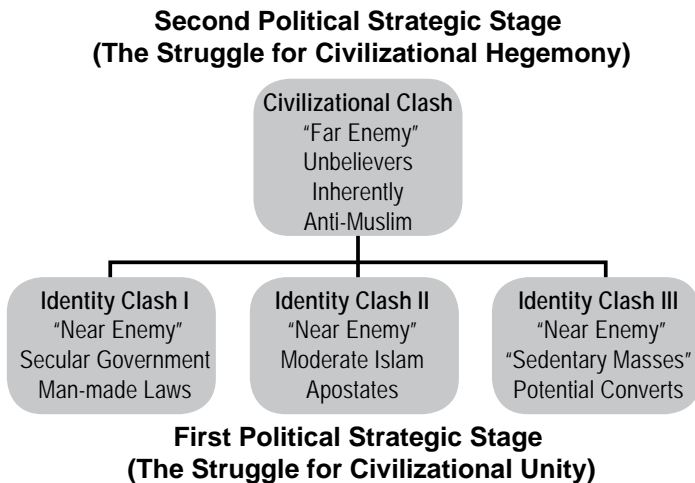 Second Political Strategic Stage
(The Struggle for Civilizational Hegemony)
Civilizational Clash
“Far Enemy”
Unbelievers
Inherently
Anti-Muslim
Identity Clash I
“Near Enemy”
Secular Government
Man-made Laws
Identity Clash II
“Near Enemy”
Moderate Islam
Apostates
Identity Clash III
“Near Enemy”
“Sedentary Masses”
Potential Converts
First Political Strategic Stage
(The Struggle for Civilizational Unity)